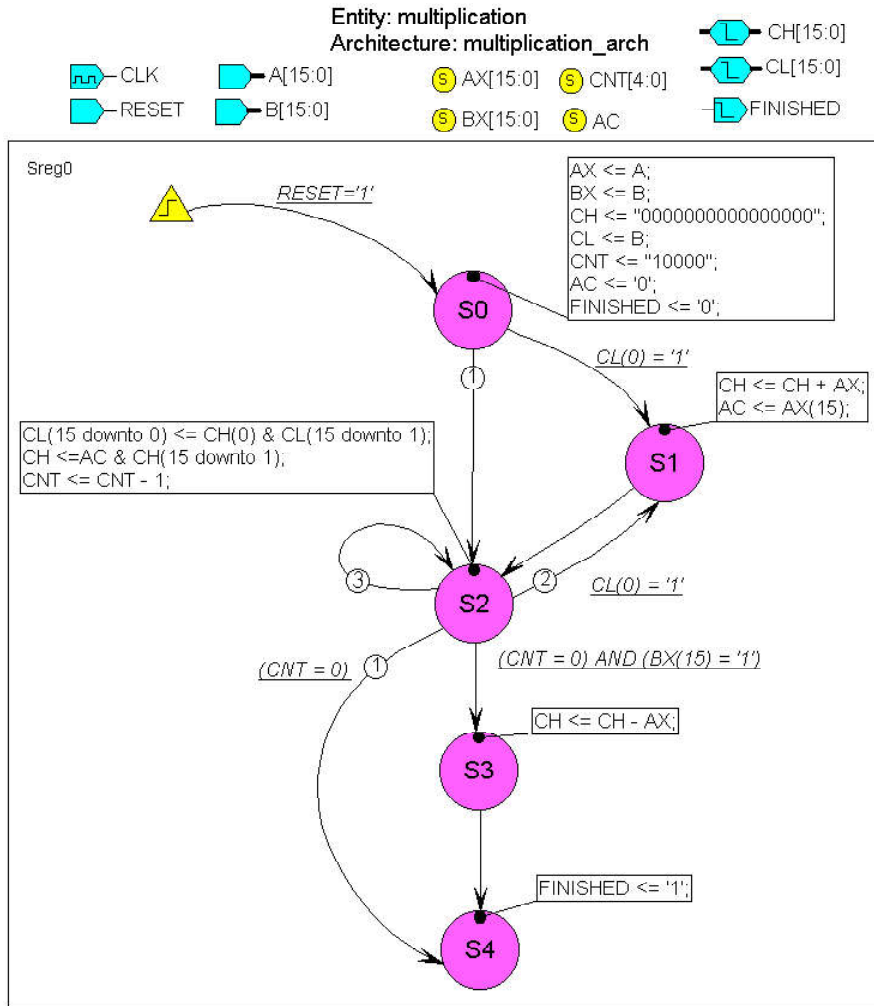 Entity: multiplication
Architecture: multiplication_arch
CLK
A[15:0]
S AX[15:0]
S CNT[4:0]
CH[15:0]
CL[15:0]
RESET
B[15:0]
S BX[15:0]
S AC
FINISHED
Sreg0
RESET='1'
AX <= A;
BX <= B;
CH <= "0000000000000000";
CL <= B;
CNT <= "10000";
AC <= '0';
FINISHED <= '0';
S0
1
CL(0) = '1'
CH <= CH + AX;
AC <= AX(15);
CL(15 downto 0) <= CH(0) & CL(15 downto 1);
CH <=AC & CH(15 downto 1);
CNT <= CNT - 1;
S1
3
S2
2
CL(0) = '1'
(CNT = 0)
1
(CNT = 0) AND (BX(15) = '1')
CH <= CH - AX;
S3
FINISHED <= '1';
S4